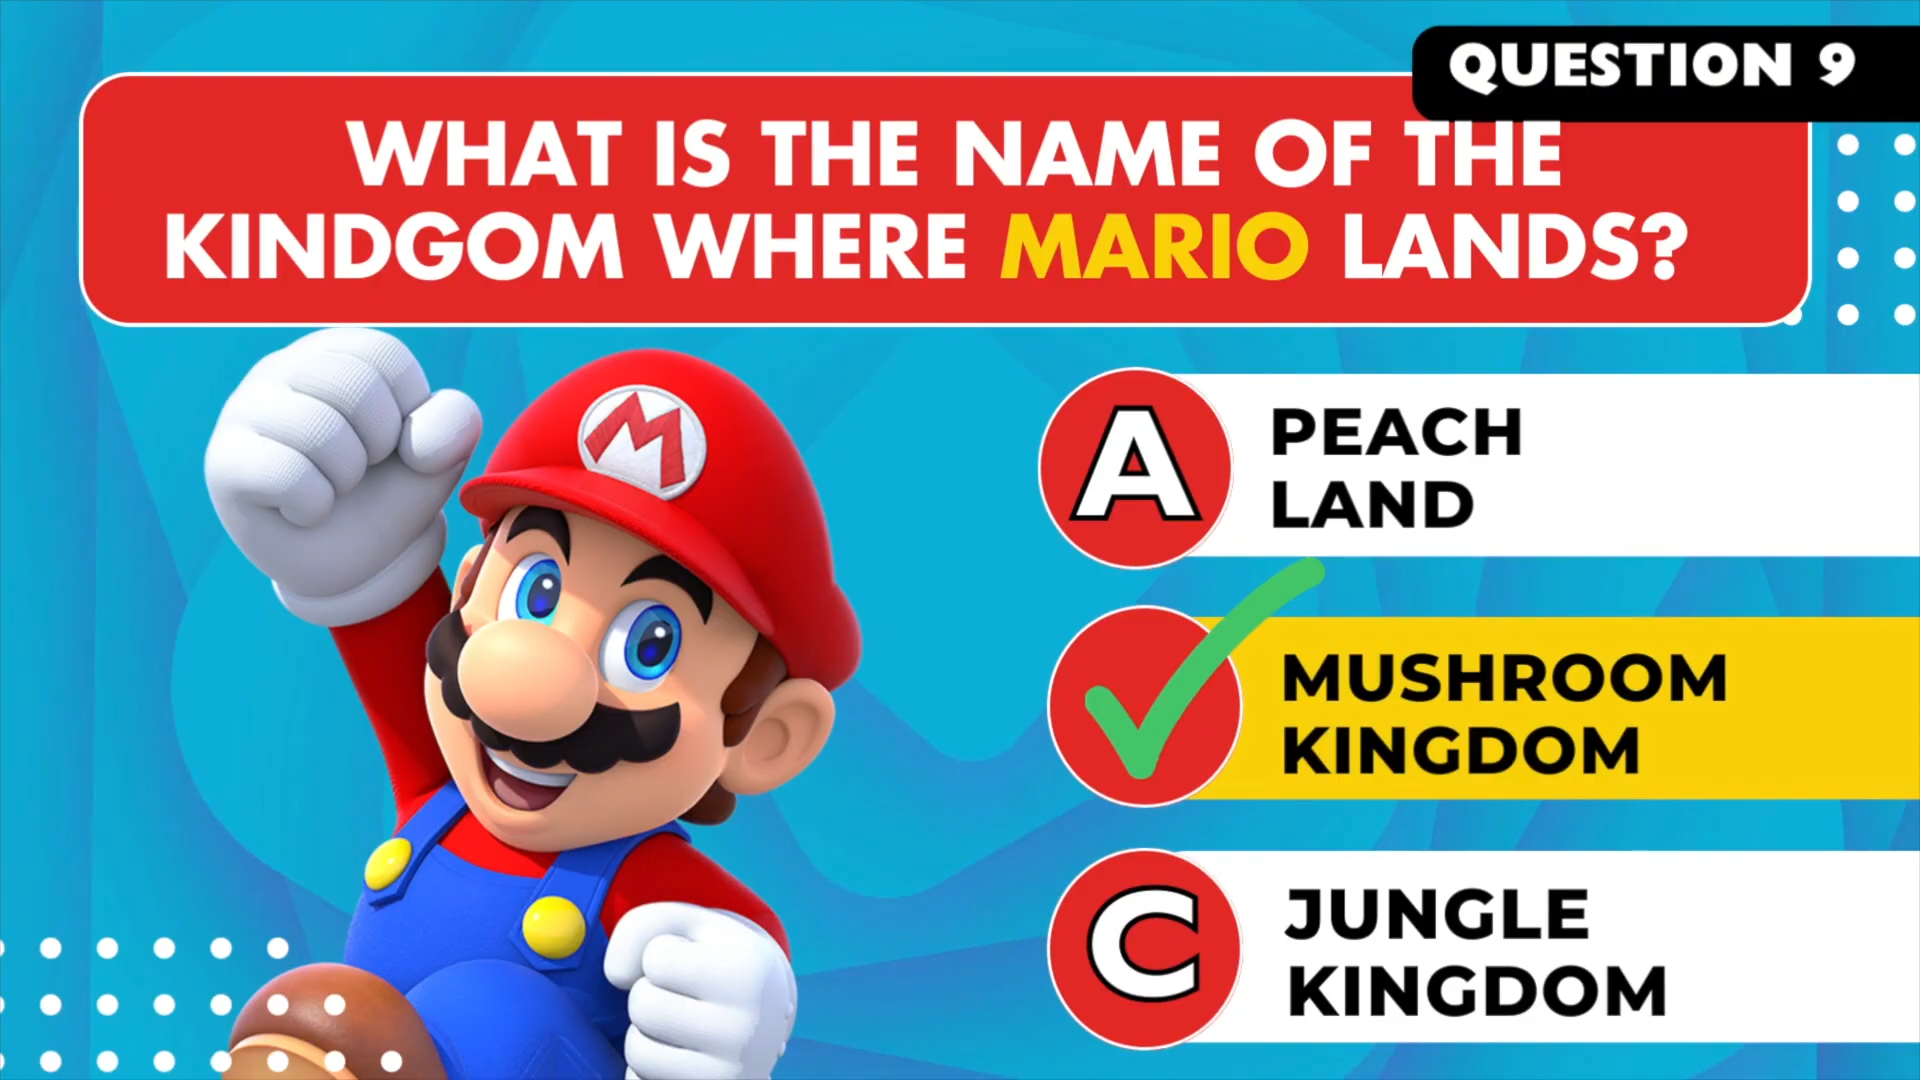 QUESTION 9
WHAT IS THE NAME OF THE
KINDGOM WHERE MARIO LANDS?
M
A
PEACH
LAND
MUSHROOM
KINGDOM
C
JUNGLE
KINGDOM